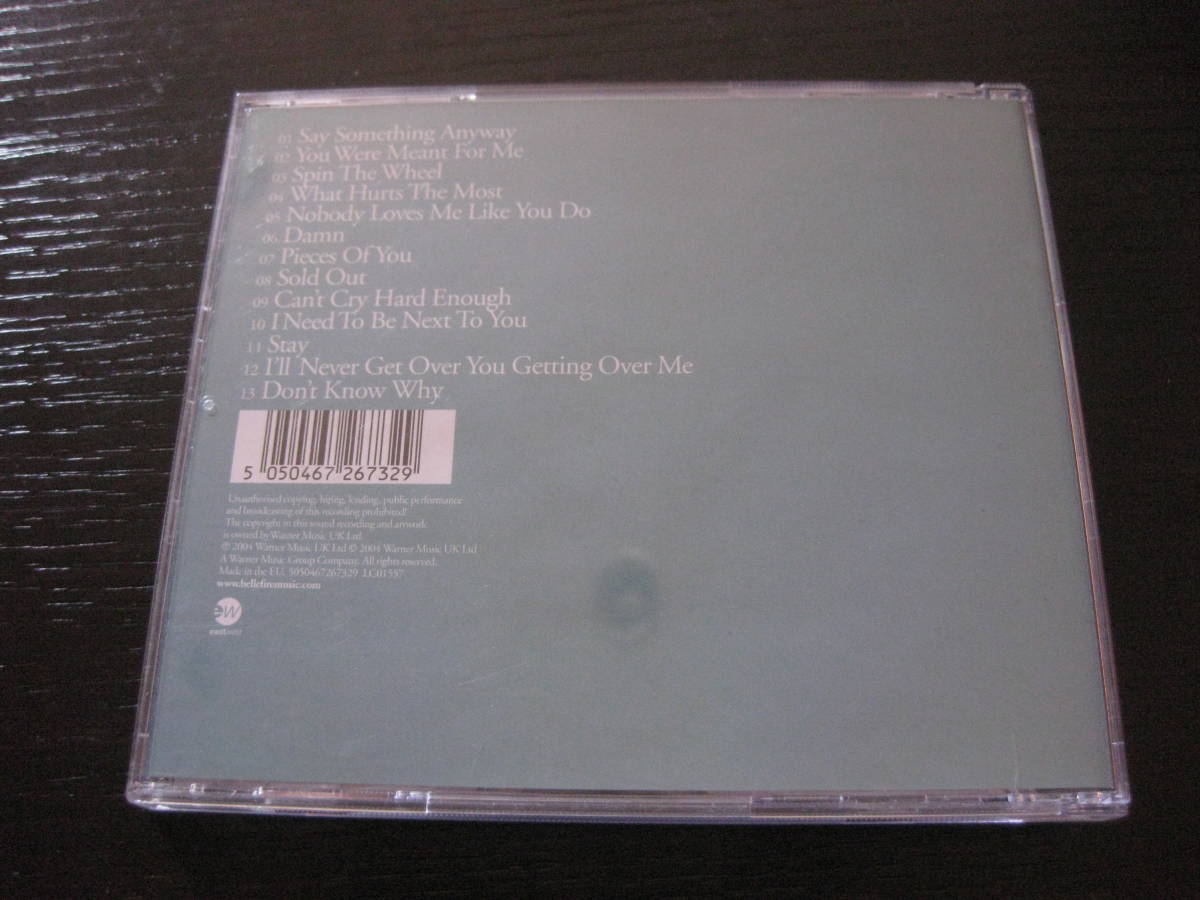 01 Say Something Anyway
02 You Were Meant For Me
03 Spin The Wheel
04 What Hurts The Most
05 Nobody Loves Me Like You Do
06 Damn
07 Pieces Of You
08 Sold Out
09 Can't Cry Hard Enough
10 I Need To Be Next To You
11 Stay
12 I'll Never Get Over You Getting Over Me
13 Don't Know Why
5 050467 267329
Unauthorised copying, hiring, lending, public performance
and broadcasting of this recording prohibited!
The copyright in this sound recording and artwork
is owned by Warner Music UK Ltd.
℗ 2004 Warner Music UK Ltd © 2004 Warner Music UK Ltd
A Warner Music Group Company. All rights reserved.
Made in the EU. 5050467267329 LC01557
www.bellefiremusic.com
ew
eastwest